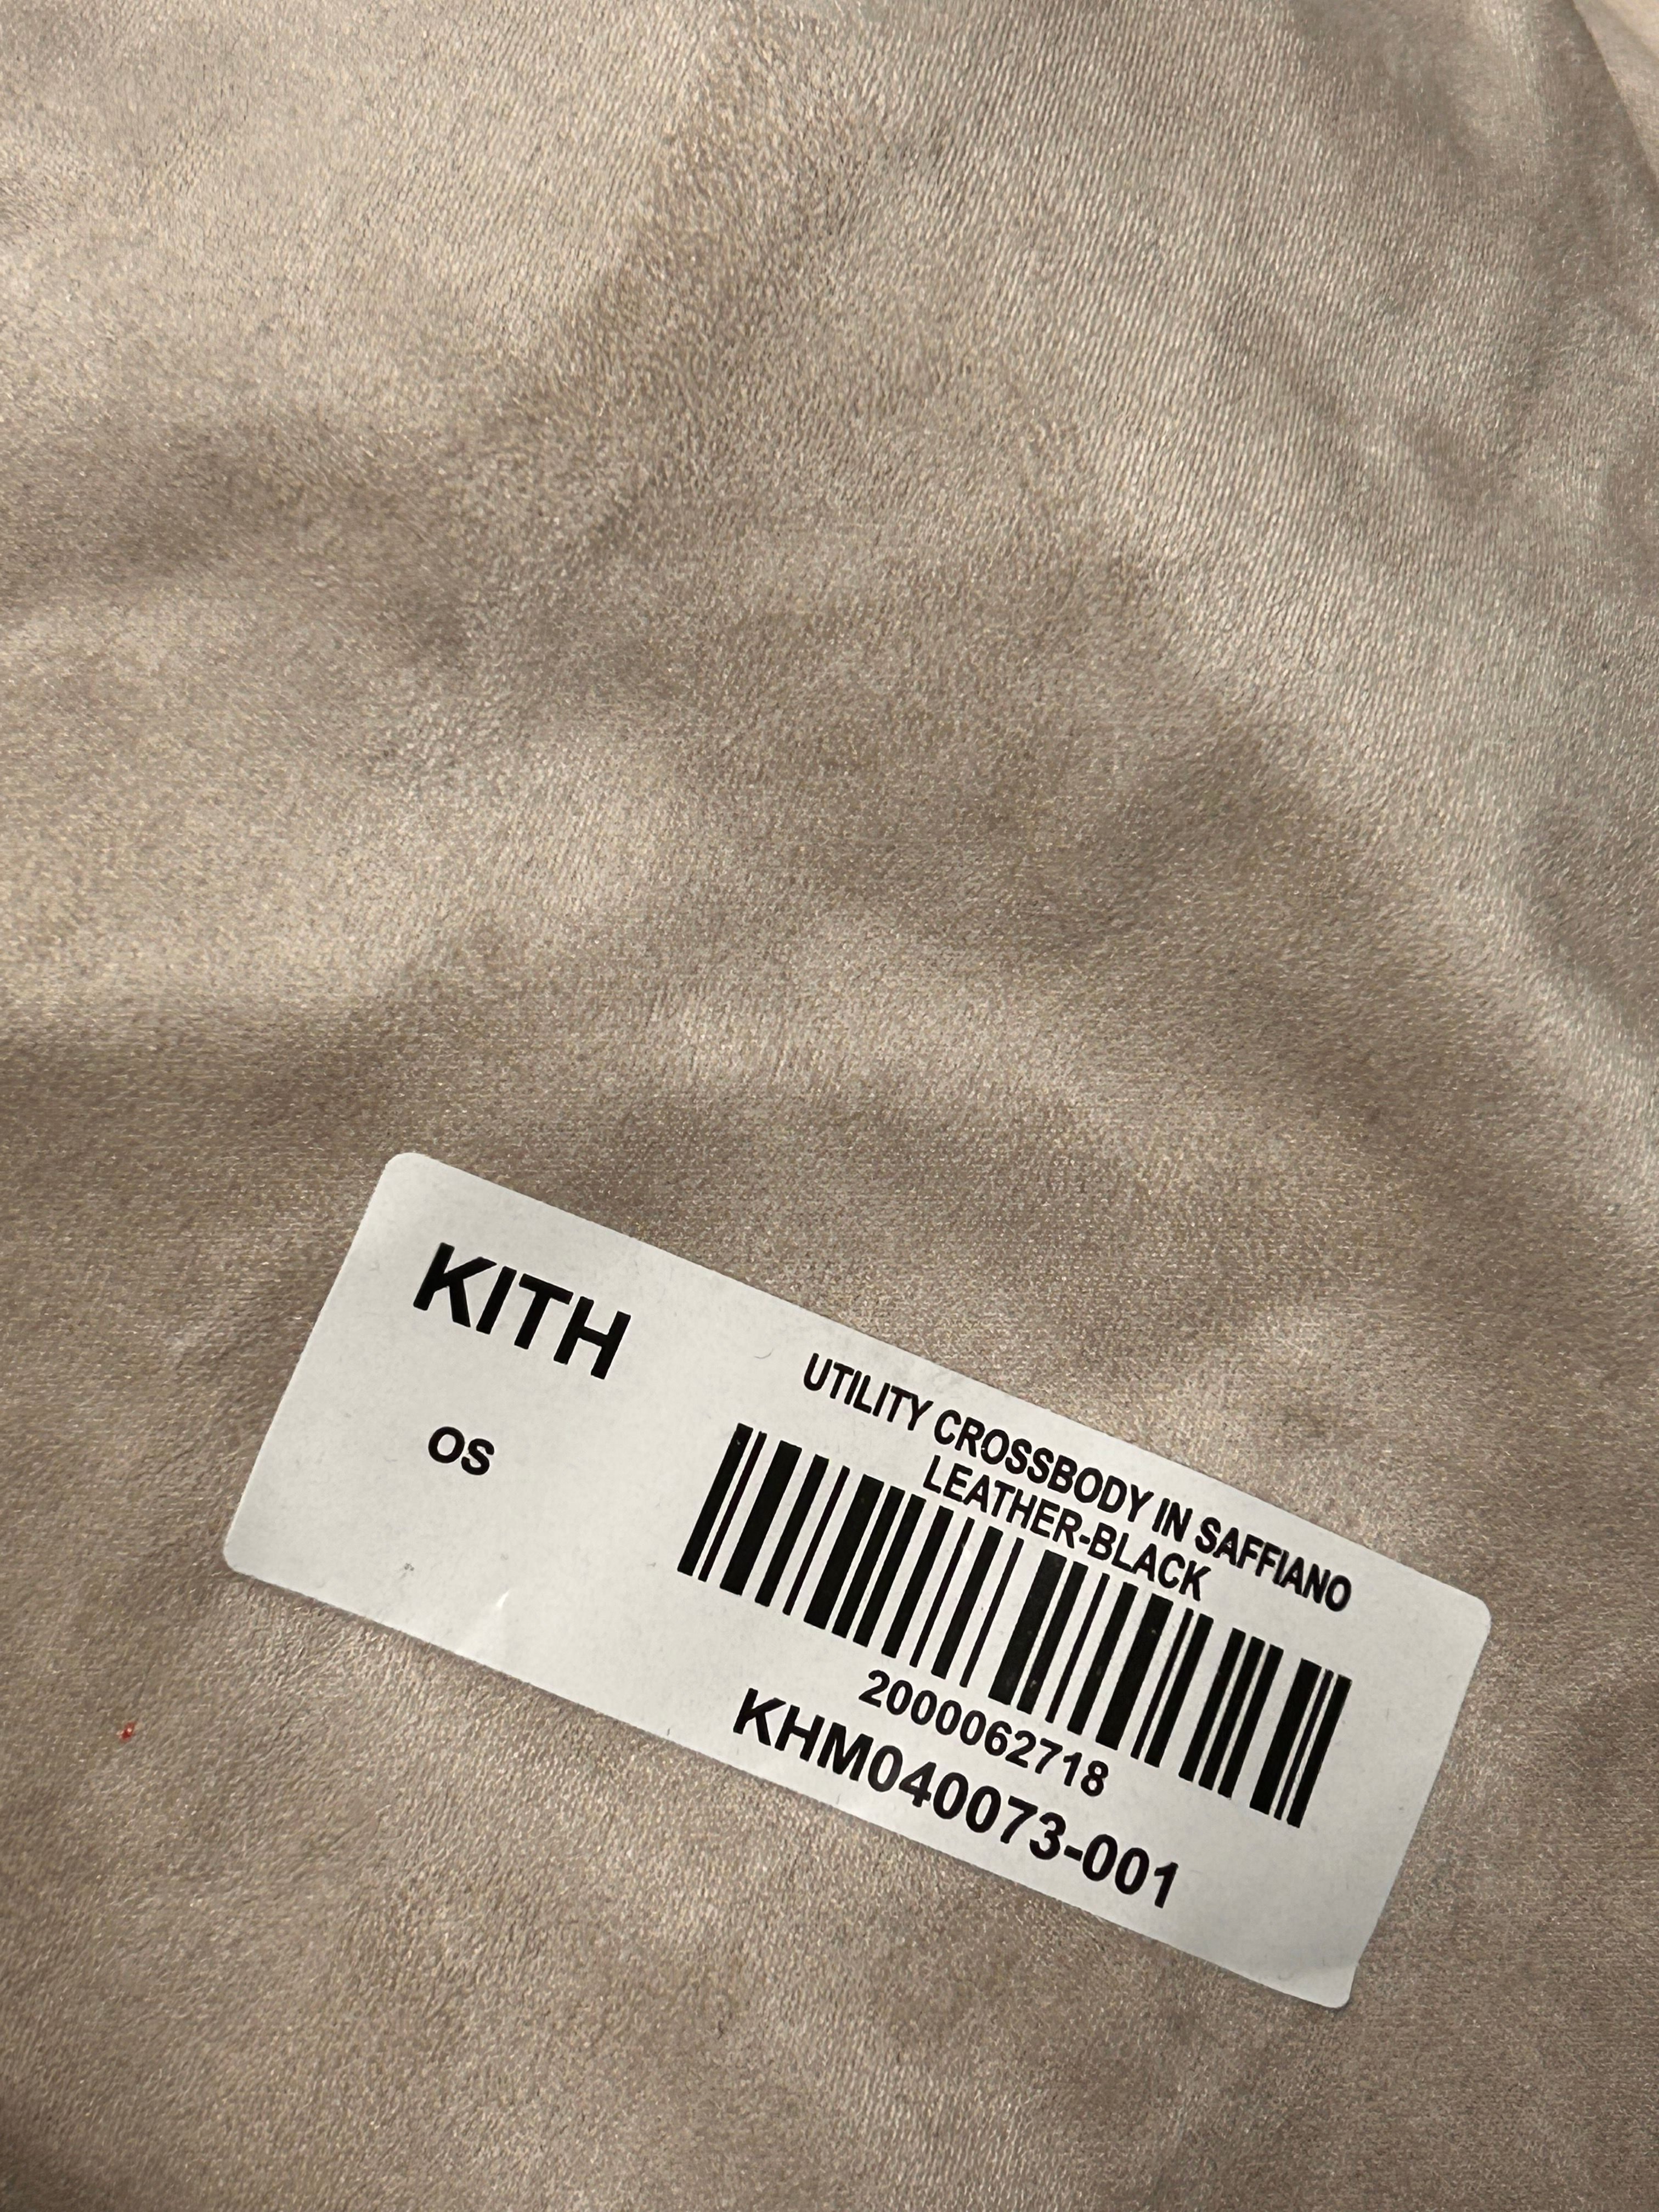 KITH
OS
UTILITY CROSSBODY IN SAFFIANO
LEATHER-BLACK
2000062718
KHM040073-001